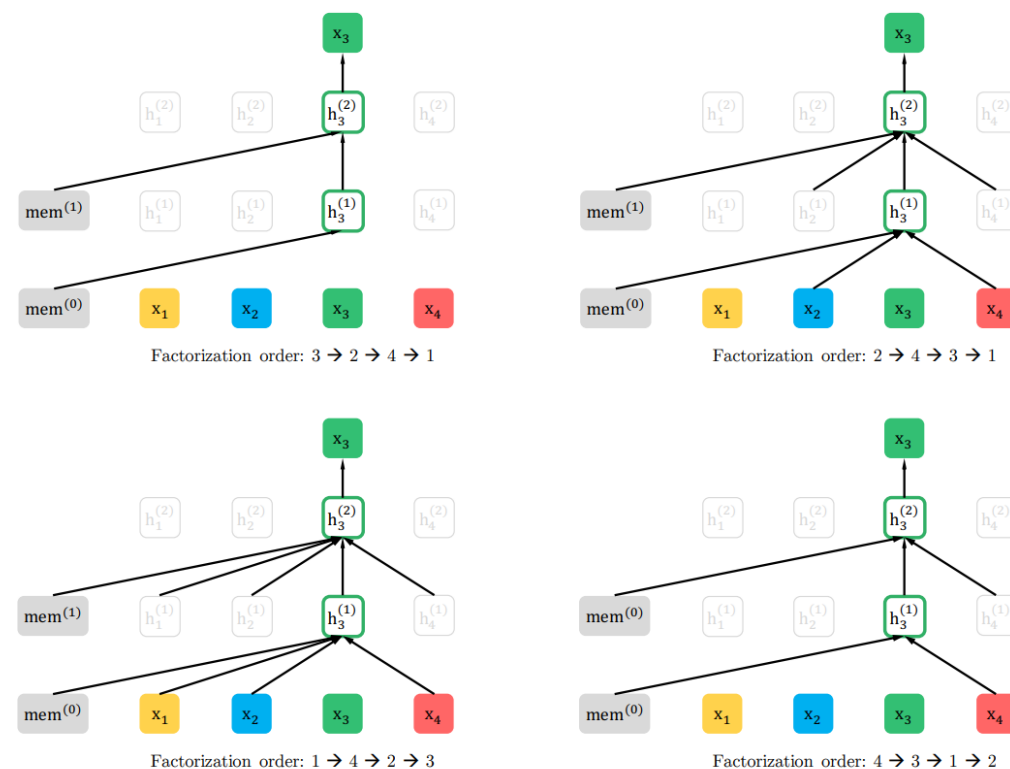 x₃ x₃
h₁⁽²⁾ h₂⁽²⁾ h₃⁽²⁾ h₄⁽²⁾ h₁⁽²⁾ h₂⁽²⁾ h₃⁽²⁾ h₄⁽²⁾
mem⁽¹⁾ h₁⁽¹⁾ h₂⁽¹⁾ h₃⁽¹⁾ h₄⁽¹⁾ mem⁽¹⁾ h₁⁽¹⁾ h₂⁽¹⁾ h₃⁽¹⁾ h₄⁽¹⁾
mem⁽⁰⁾ x₁ x₂ x₃ x₄ mem⁽⁰⁾ x₁ x₂ x₃ x₄
Factorization order: 3 → 2 → 4 → 1 Factorization order: 2 → 4 → 3 → 1
x₃ x₃
h₁⁽²⁾ h₂⁽²⁾ h₃⁽²⁾ h₄⁽²⁾ h₁⁽²⁾ h₂⁽²⁾ h₃⁽²⁾ h₄⁽²⁾
mem⁽¹⁾ h₁⁽¹⁾ h₂⁽¹⁾ h₃⁽¹⁾ h₄⁽¹⁾ mem⁽⁰⁾ h₁⁽¹⁾ h₂⁽¹⁾ h₃⁽¹⁾ h₄⁽¹⁾
mem⁽⁰⁾ x₁ x₂ x₃ x₄ mem⁽⁰⁾ x₁ x₂ x₃ x₄
Factorization order: 1 → 4 → 2 → 3 Factorization order: 4 → 3 → 1 → 2